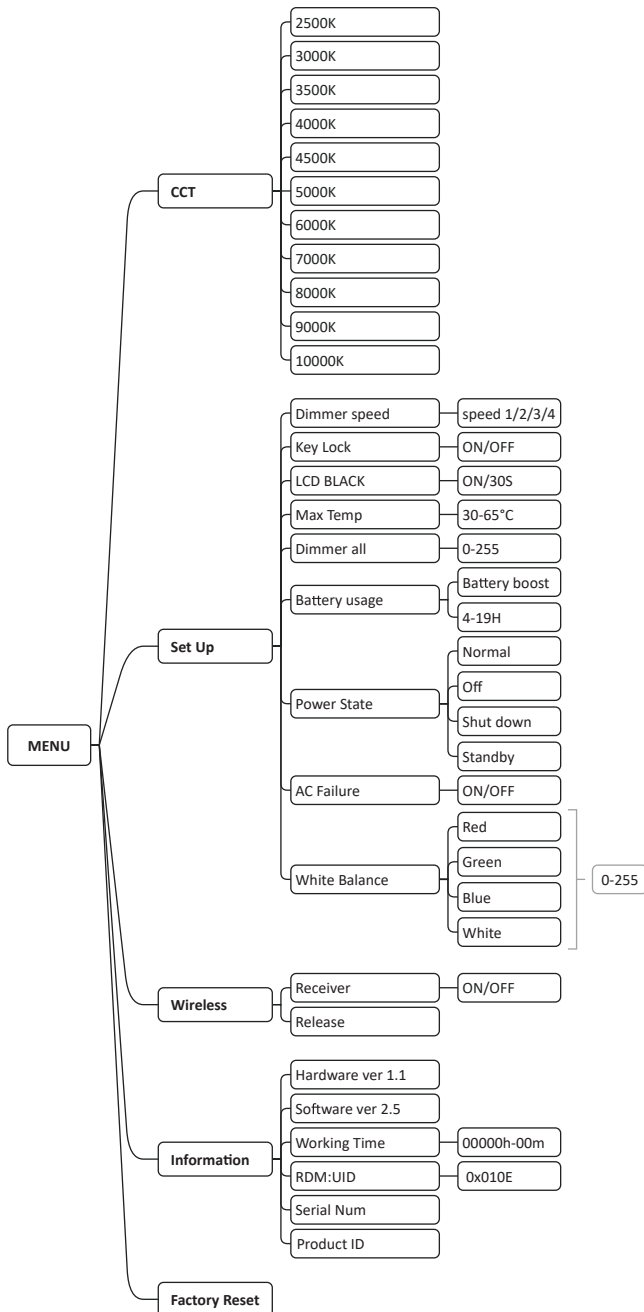 2500K
3000K
3500K
4000K
4500K
CCT
5000K
6000K
7000K
8000K
9000K
10000K
Dimmer speed
speed 1/2/3/4
Key Lock
ON/OFF
LCD BLACK
ON/30S
Max Temp
30-65°C
Dimmer all
0-255
Battery usage
Battery boost
4-19H
Set Up
Power State
Normal
Off
Shut down
Standby
MENU
AC Failure
ON/OFF
White Balance
Red
Green
Blue
White
0-255
Wireless
Receiver
ON/OFF
Release
Hardware ver 1.1
Software ver 2.5
Information
Working Time
00000h-00m
RDM:UID
0x010E
Serial Num
Product ID
Factory Reset